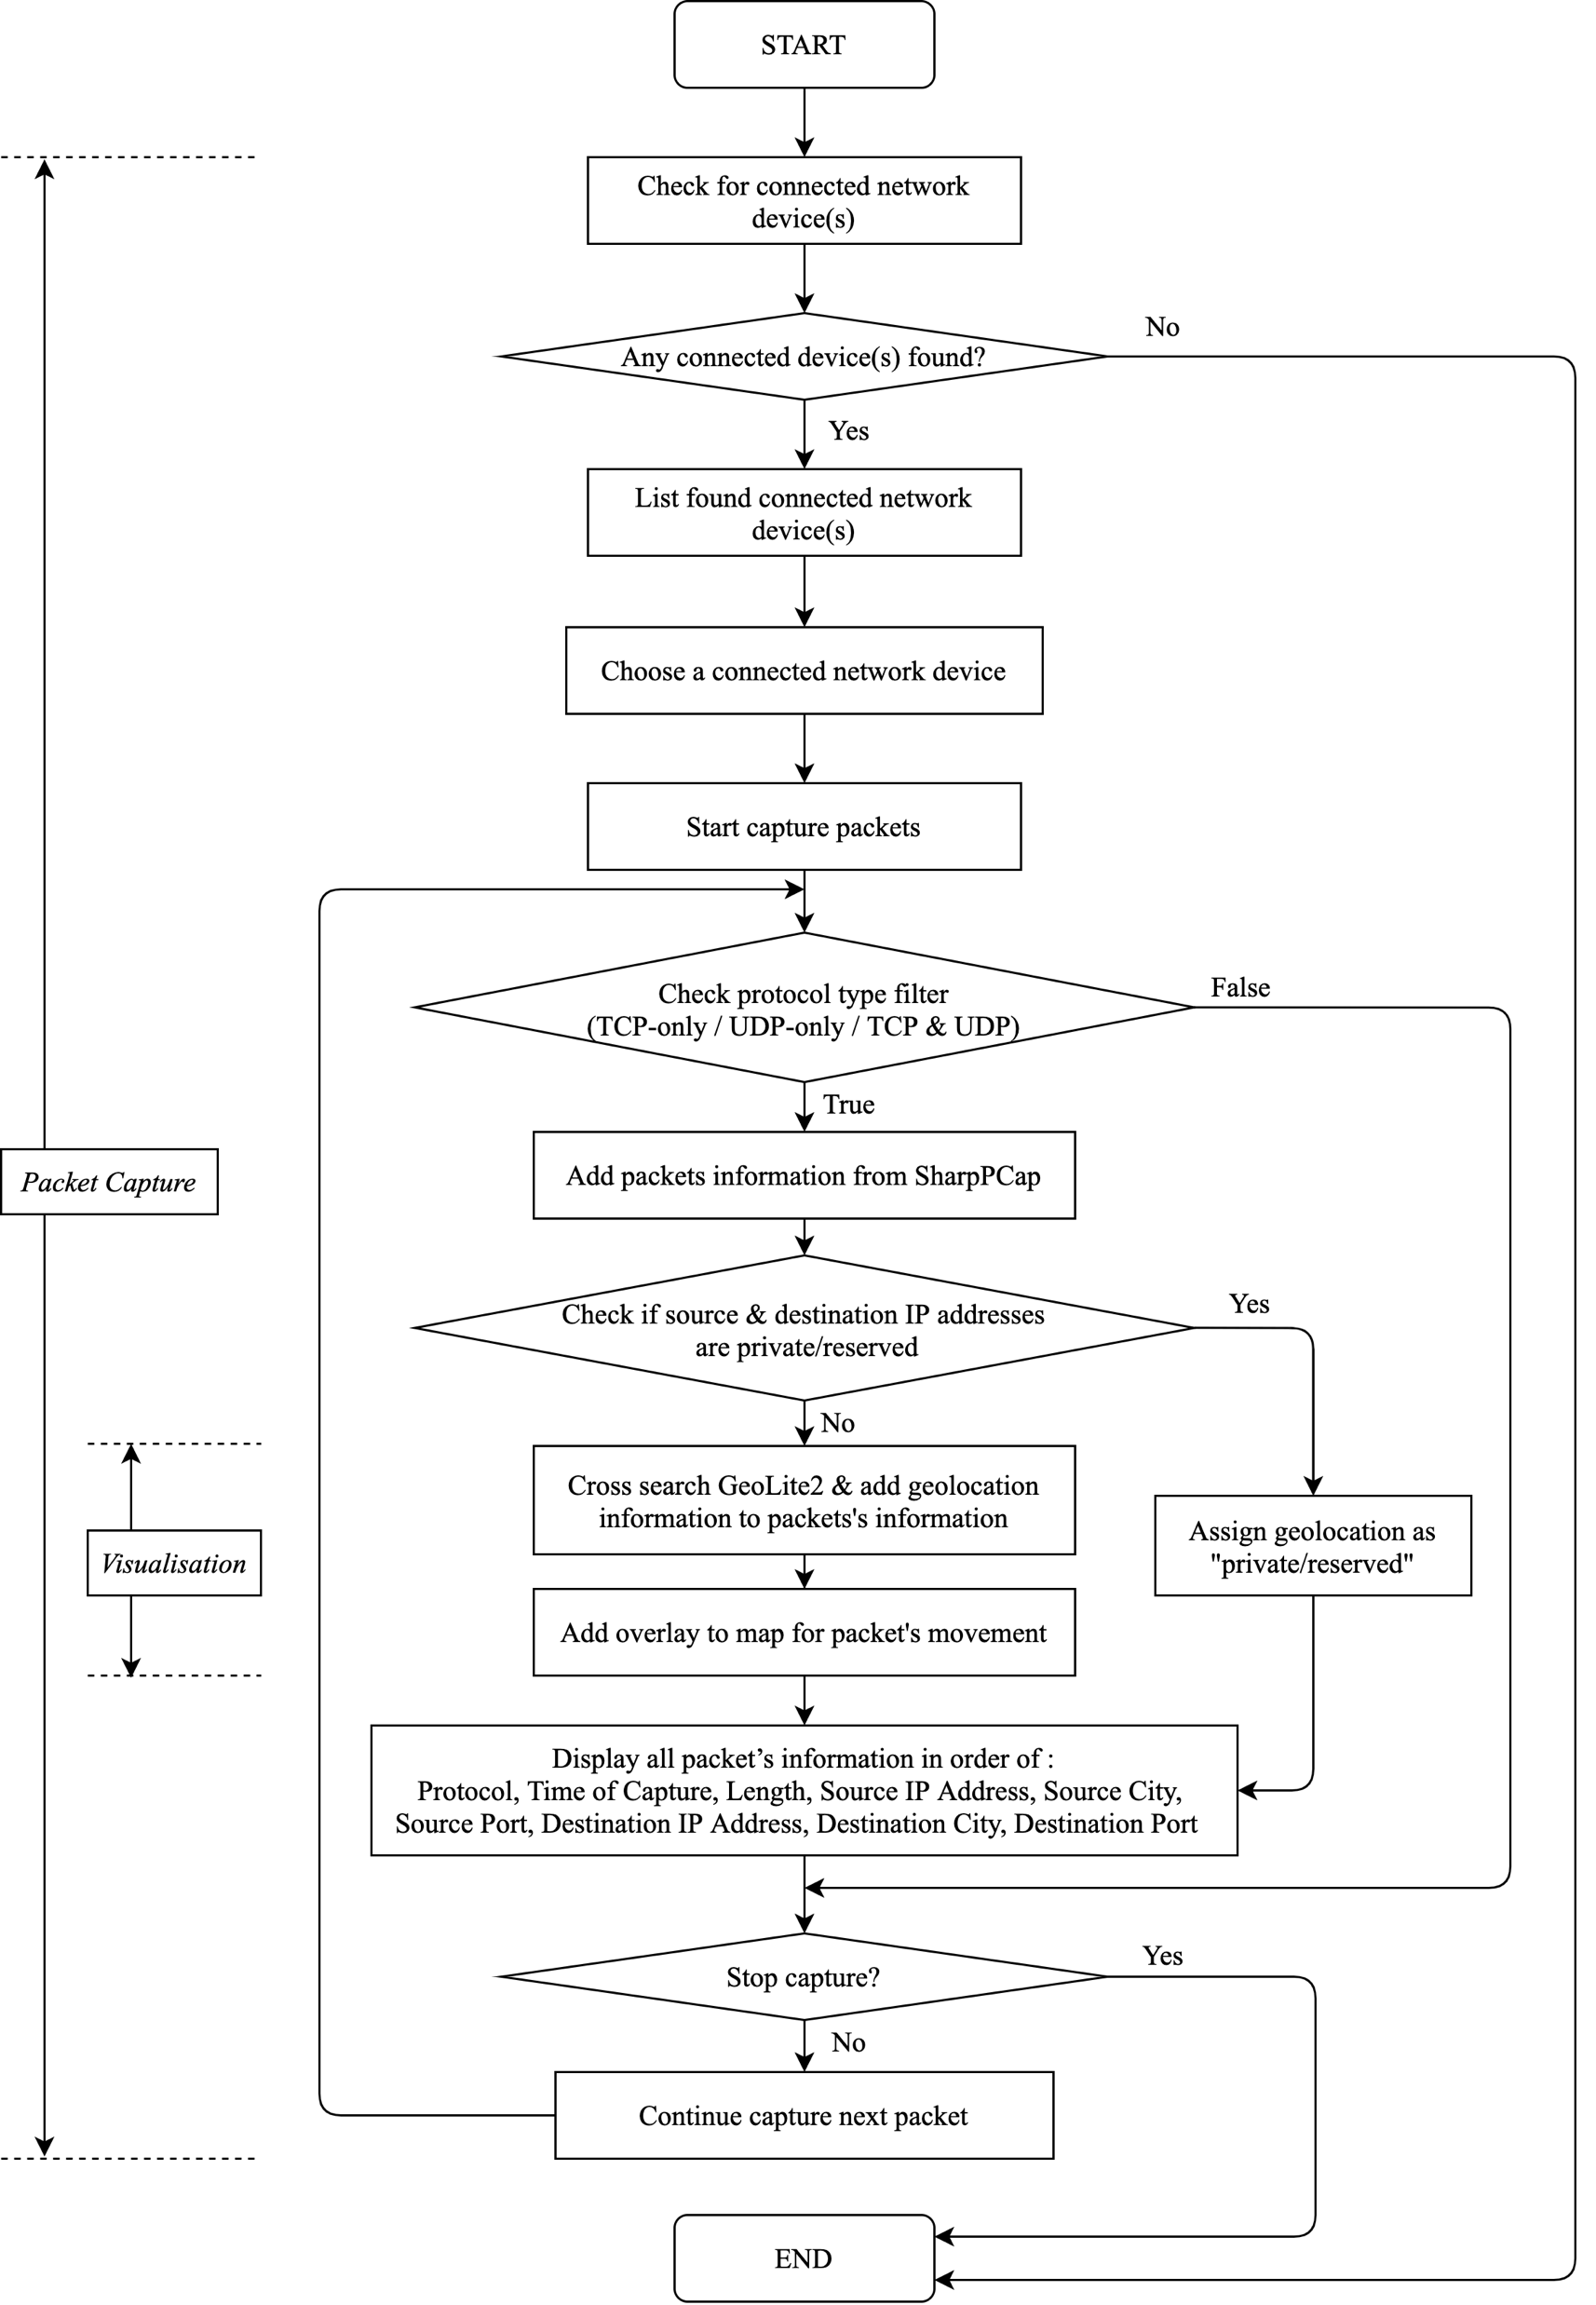 START
Check for connected network
device(s)
Any connected device(s) found?
No
Yes
List found connected network
device(s)
Choose a connected network device
Start capture packets
Check protocol type filter
(TCP-only / UDP-only / TCP & UDP)
False
True
Packet Capture
Add packets information from SharpPCap
Check if source & destination IP addresses
are private/reserved
Yes
No
Visualisation
Cross search GeoLite2 & add geolocation
information to packets's information
Assign geolocation as
"private/reserved"
Add overlay to map for packet's movement
Display all packet’s information in order of :
Protocol, Time of Capture, Length, Source IP Address, Source City,
Source Port, Destination IP Address, Destination City, Destination Port
Stop capture?
Yes
No
Continue capture next packet
END